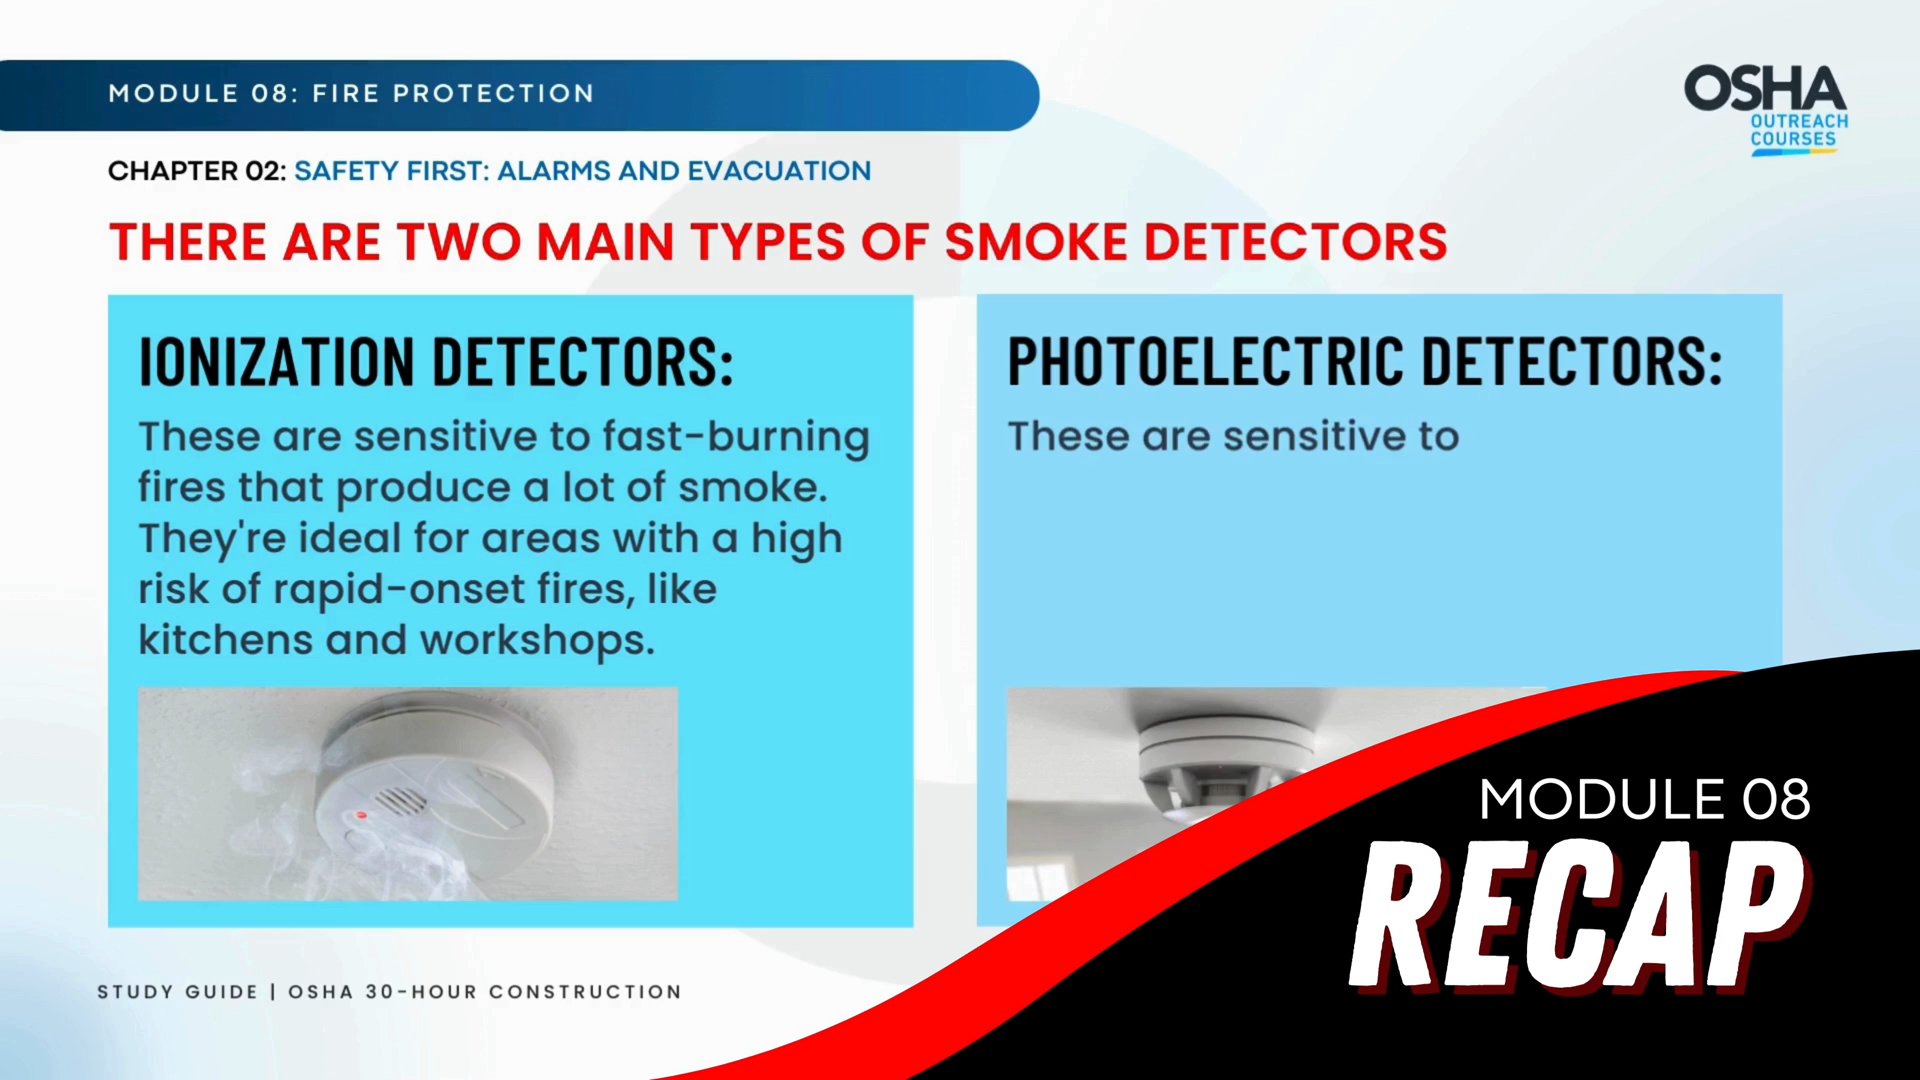 MODULE 08: FIRE PROTECTION
OSHA
OUTREACH
COURSES
CHAPTER 02: SAFETY FIRST: ALARMS AND EVACUATION
THERE ARE TWO MAIN TYPES OF SMOKE DETECTORS
IONIZATION DETECTORS:
These are sensitive to fast-burning
fires that produce a lot of smoke.
They're ideal for areas with a high
risk of rapid-onset fires, like
kitchens and workshops.
PHOTOELECTRIC DETECTORS:
These are sensitive to
MODULE 08
RECAP
STUDY GUIDE | OSHA 30-HOUR CONSTRUCTION